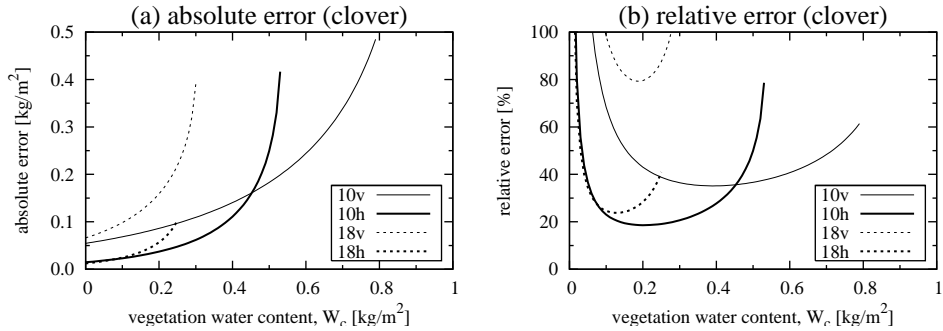 (a) absolute error (clover)
absolute error [kg/m²]
0.5
0.4
0.3
0.2
0.1
0.0
10v
10h
18v
18h
0 0.2 0.4 0.6 0.8 1
vegetation water content, W_c [kg/m²]
(b) relative error (clover)
relative error [%]
100
80
60
40
20
0
10v
10h
18v
18h
0 0.2 0.4 0.6 0.8 1
vegetation water content, W_c [kg/m²]